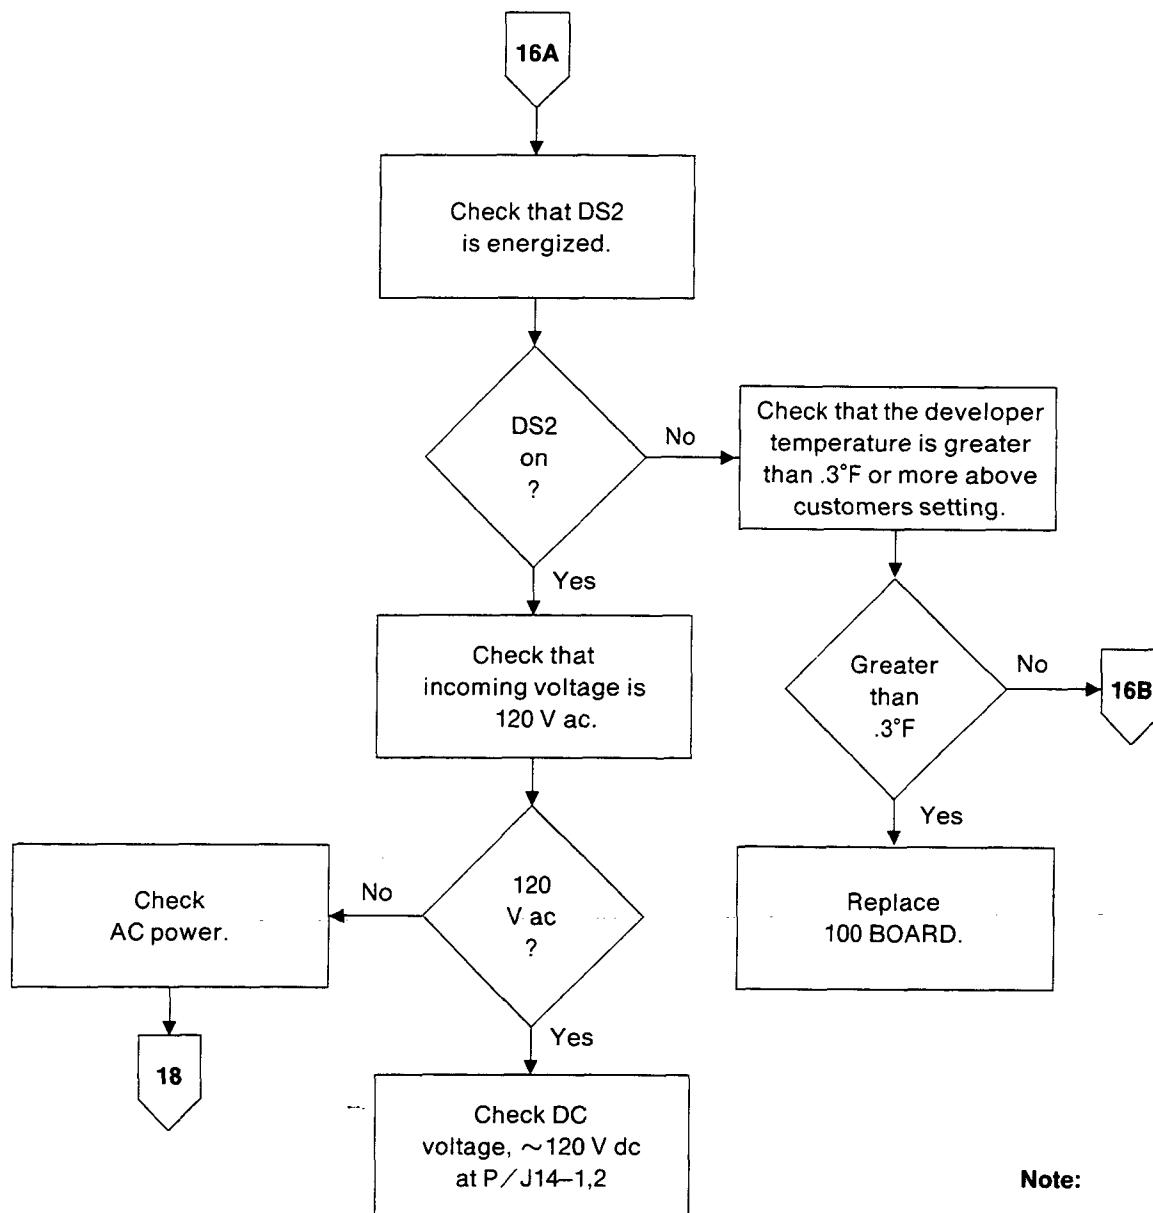 16A
Check that DS2
is energized.
DS2
on
?
No
Check that the developer
temperature is greater
than .3°F or more above
customers setting.
Yes
Check that
incoming voltage is
120 V ac.
Greater
than
.3°F
No
16B
Yes
Replace
100 BOARD.
120
V ac
?
No
Check
AC power.
18
Yes
Check DC
voltage, ~120 V dc
at P/J14–1,2
Note: